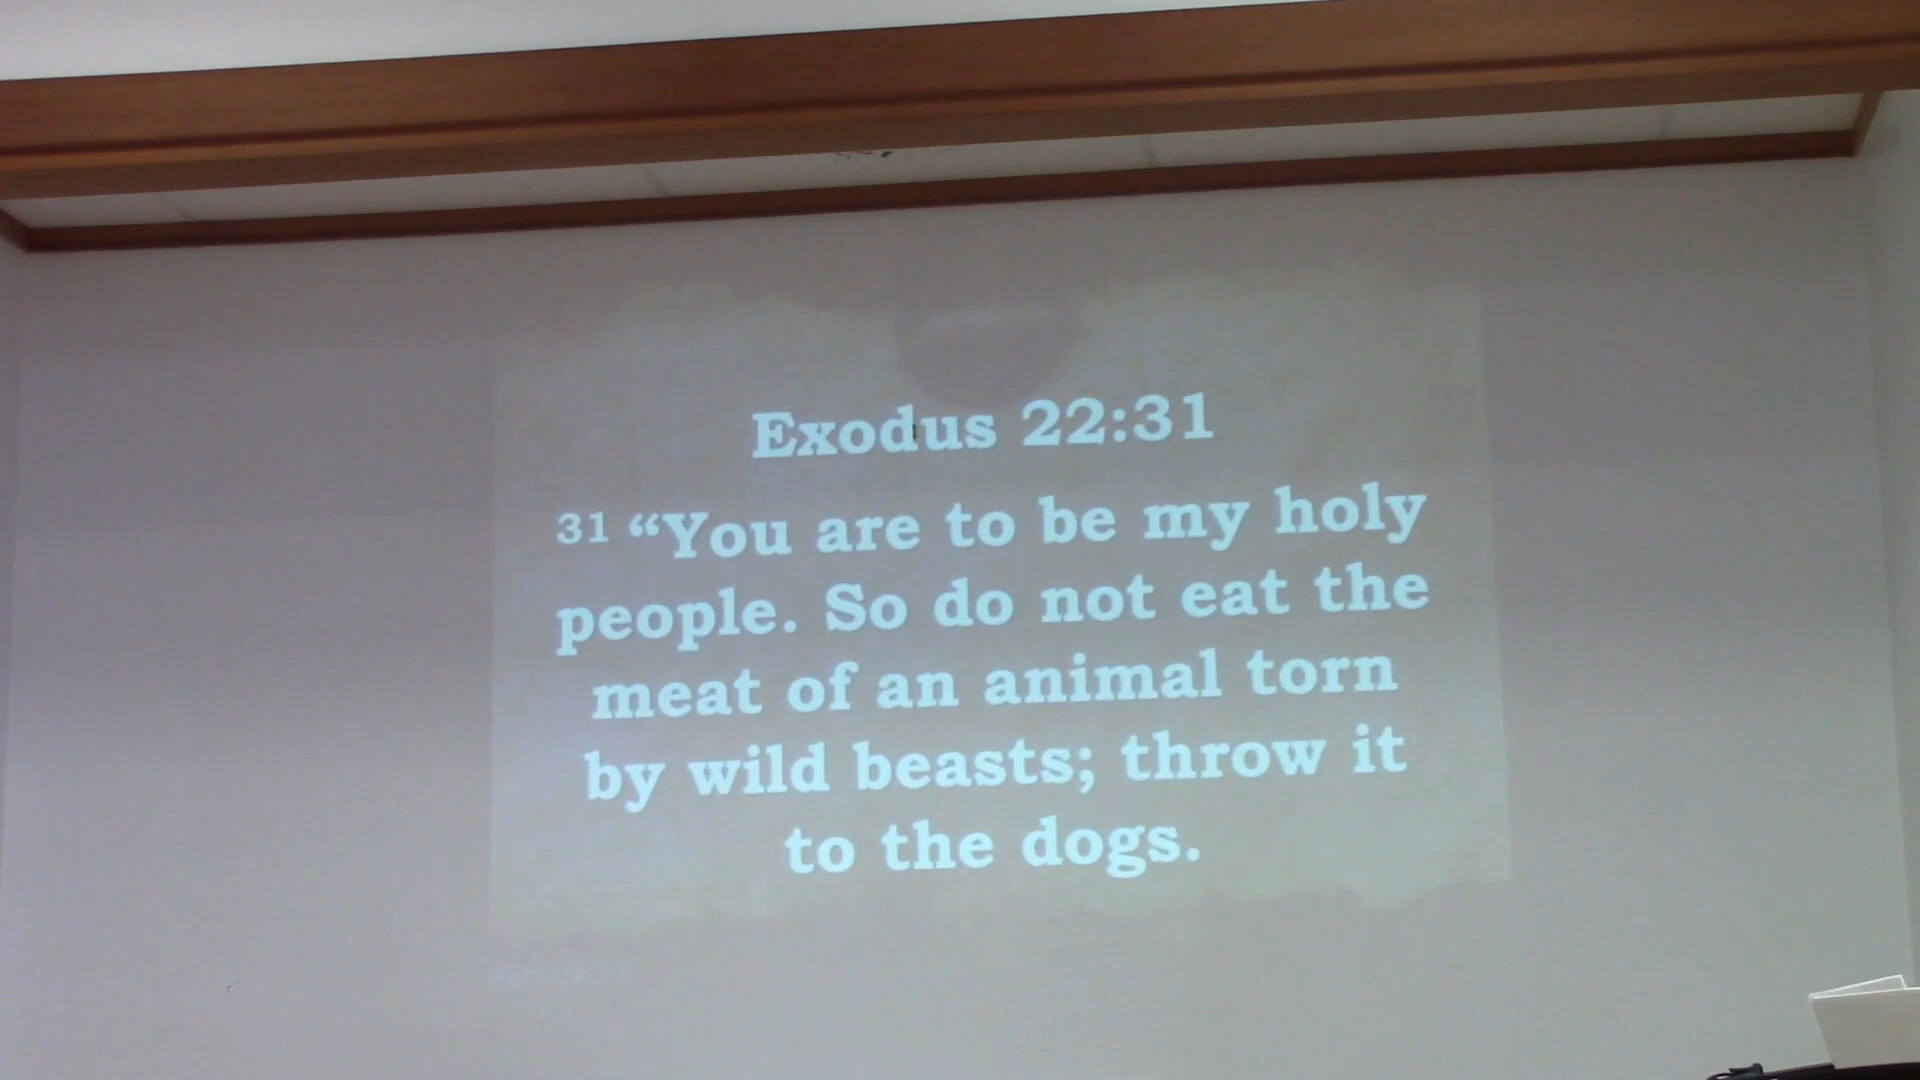 Exodus 22:31
31 “You are to be my holy
people. So do not eat the
meat of an animal torn
by wild beasts; throw it
to the dogs.